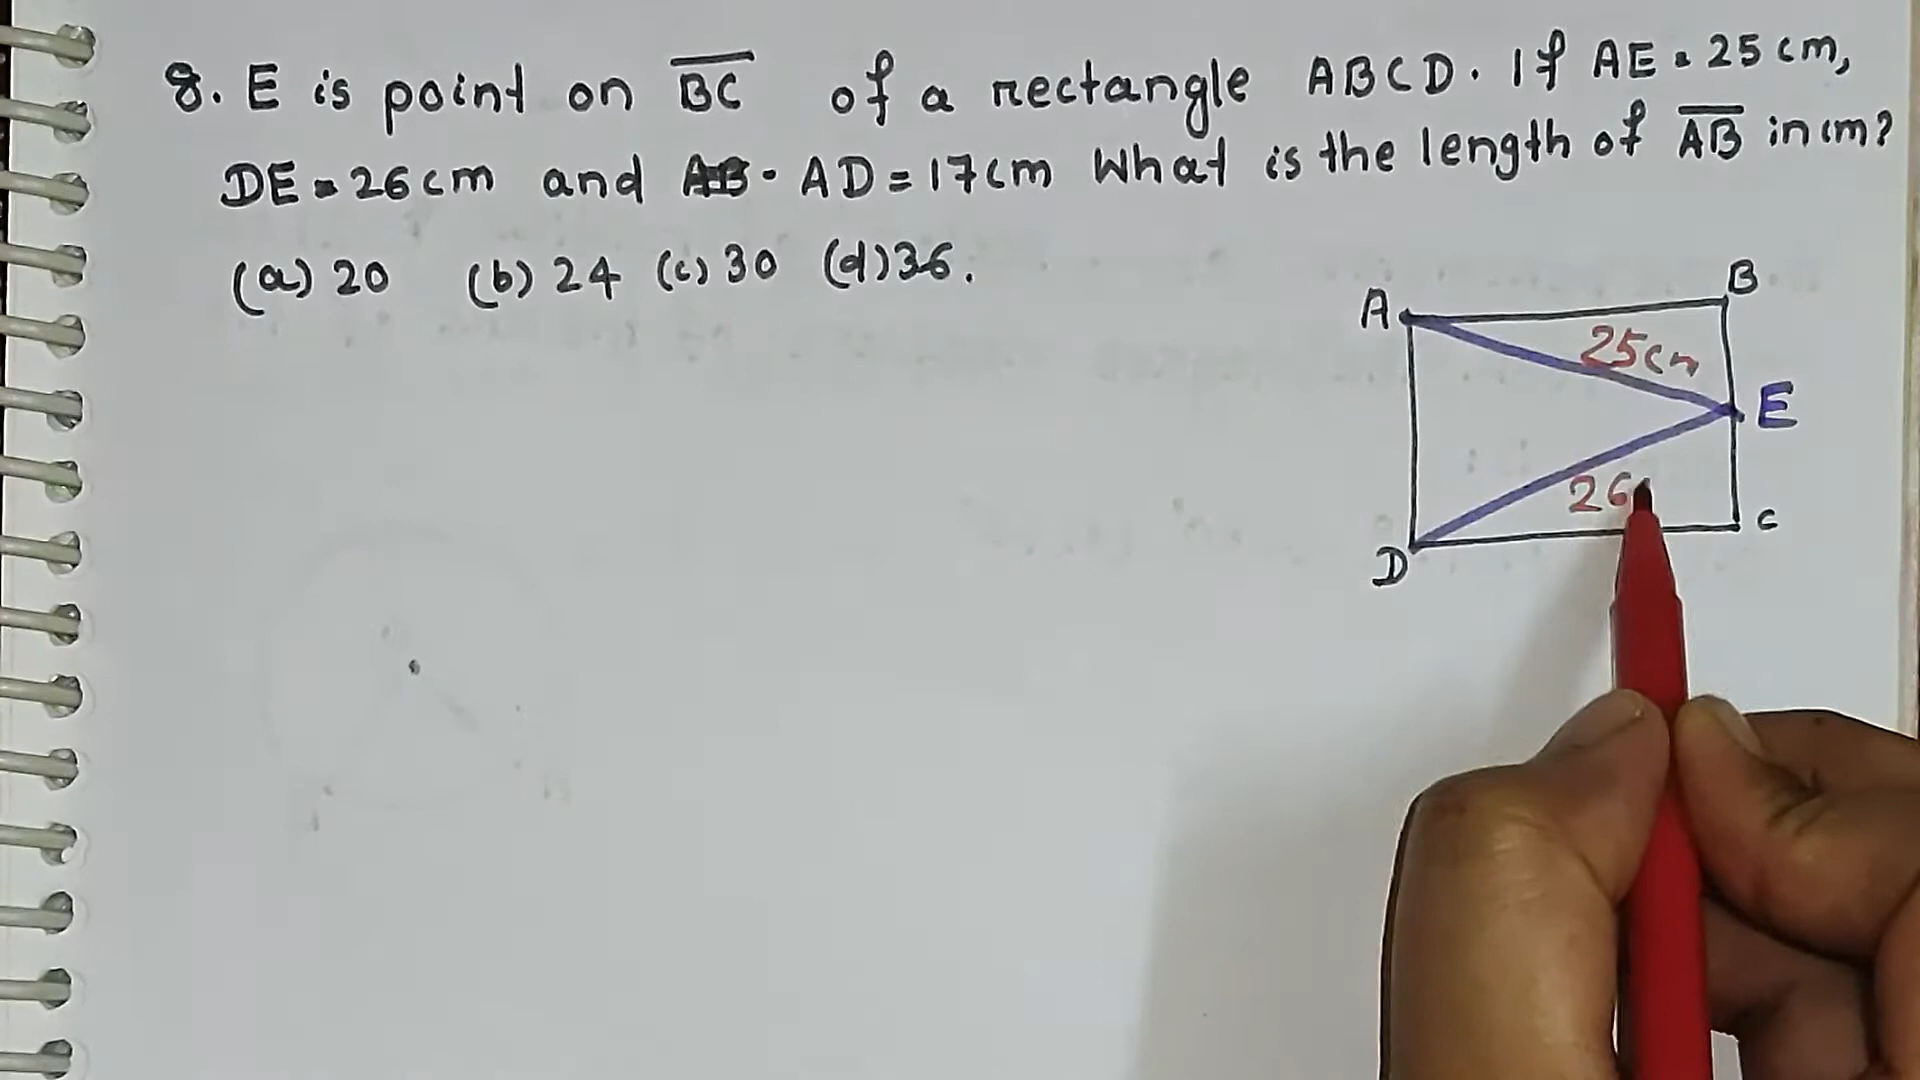 8. E is point on BC of a rectangle ABCD. If AE = 25 cm,
DE = 26 cm and AD = 17 cm What is the length of AB in cm?
(a) 20 (b) 24 (c) 30 (d) 36.
A
B
25cm
E
26
C
D